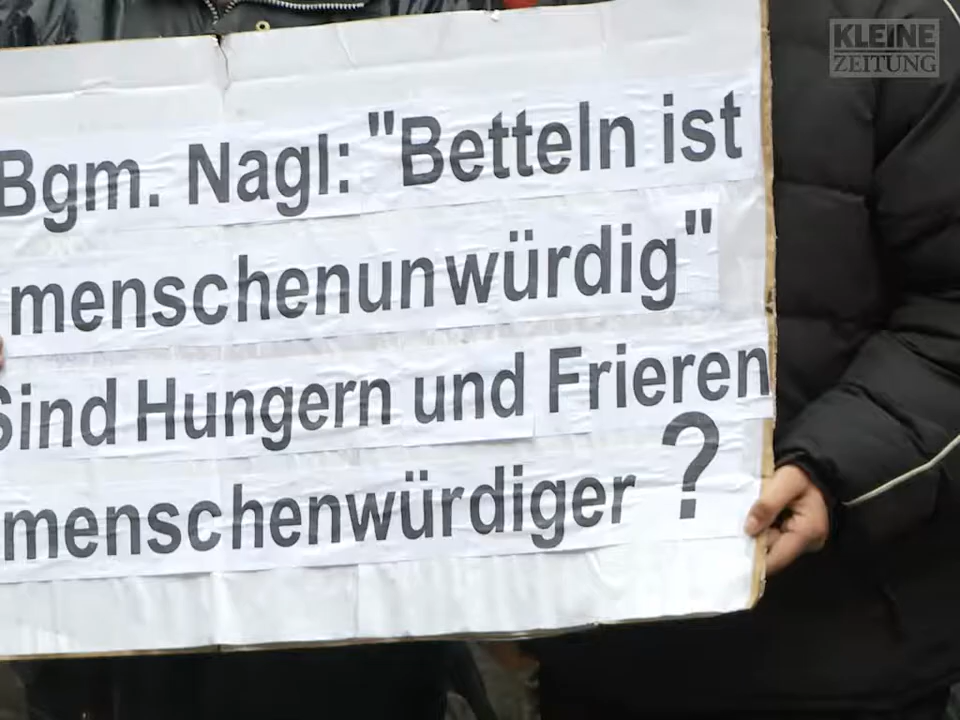 KLEINE
ZEITUNG
Bgm. Nagl: "Betteln ist
menschenunwürdig"
Sind Hungern und Frieren
menschenwürdiger ?